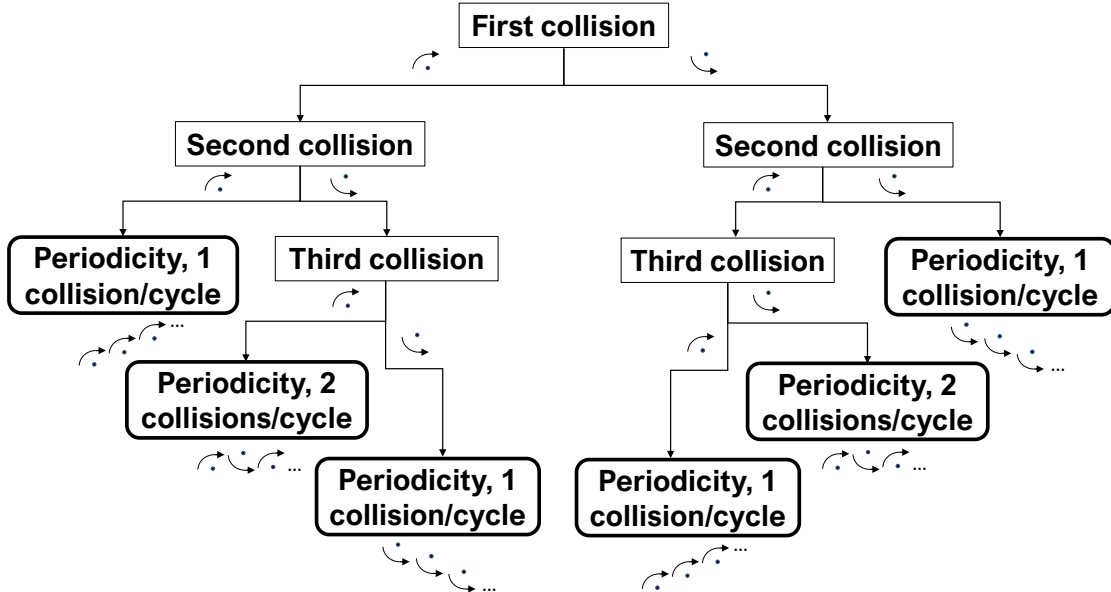 First collision
Second collision
Second collision
Periodicity, 1
collision/cycle
Third collision
Third collision
Periodicity, 1
collision/cycle
...
Periodicity, 2
collisions/cycle
Periodicity, 2
collisions/cycle
...
...
...
Periodicity, 1
collision/cycle
Periodicity, 1
collision/cycle
...
...